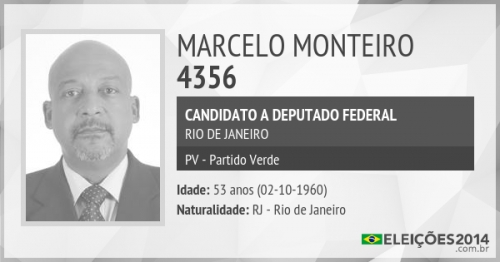 MARCELO MONTEIRO
4356
CANDIDATO A DEPUTADO FEDERAL
RIO DE JANEIRO
PV - Partido Verde
Idade: 53 anos (02-10-1960)
Naturalidade: RJ - Rio de Janeiro
ELEIÇÕES2014
.com.br